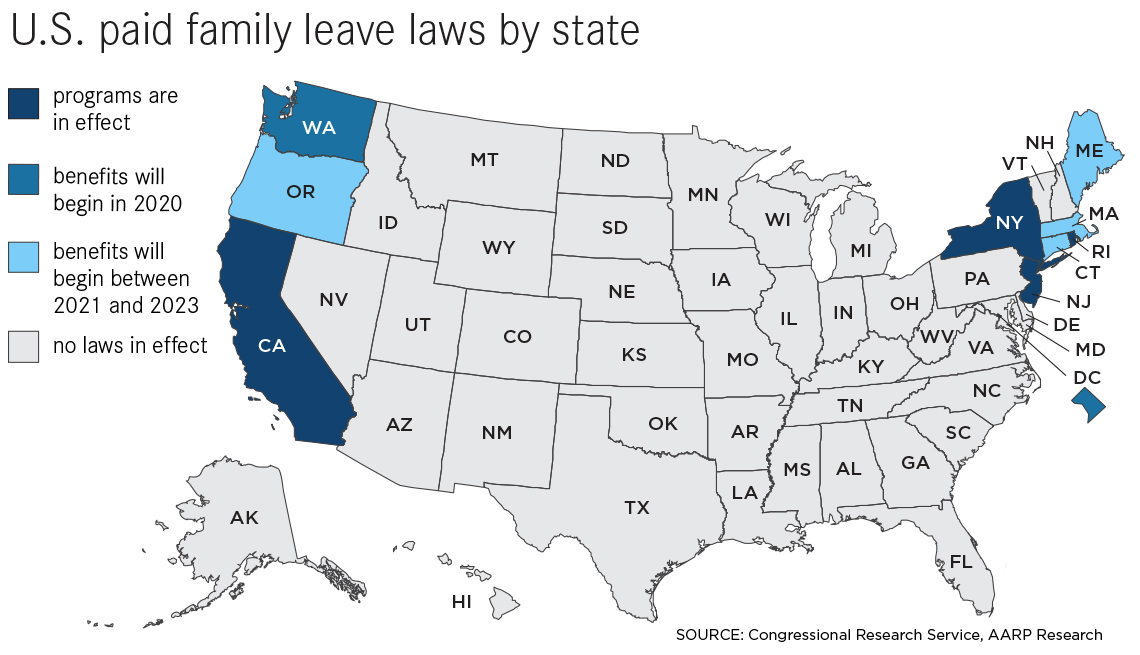 U.S. paid family leave laws by state
programs are
in effect
benefits will
begin in 2020
benefits will
begin between
2021 and 2023
no laws in effect
WA
OR
CA
ID
NV
MT
WY
UT
AZ
CO
NM
ND
SD
NE
KS
OK
TX
MN
IA
MO
AR
LA
WI
IL
MI
IN
OH
KY
TN
MS
AL
GA
FL
SC
NC
VA
WV
PA
NY
VT
NH
ME
MA
RI
CT
NJ
DE
MD
DC
AK
HI
SOURCE: Congressional Research Service, AARP Research